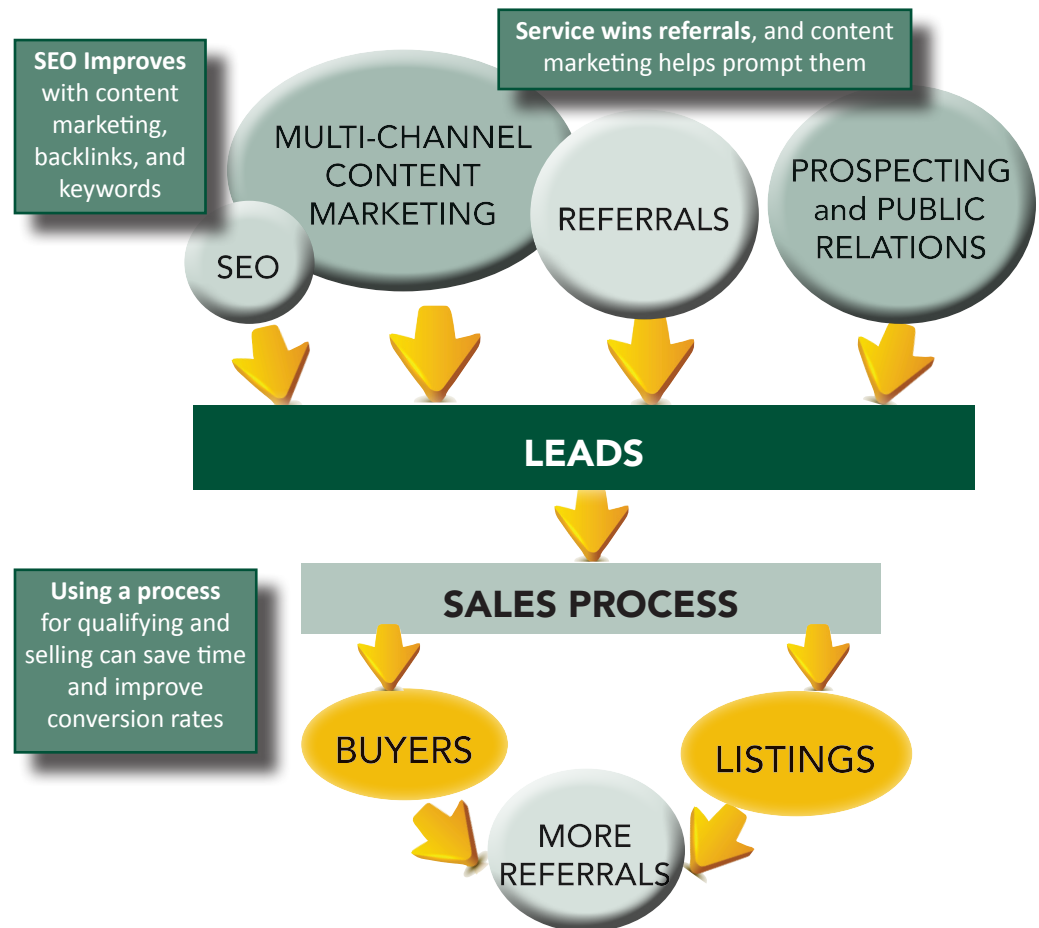 SEO Improves
with content
marketing,
backlinks, and
keywords
Service wins referrals, and content
marketing helps prompt them
MULTI-CHANNEL
CONTENT
MARKETING
SEO
REFERRALS
PROSPECTING
and PUBLIC
RELATIONS
LEADS
SALES PROCESS
Using a process
for qualifying and
selling can save time
and improve
conversion rates
BUYERS
LISTINGS
MORE
REFERRALS